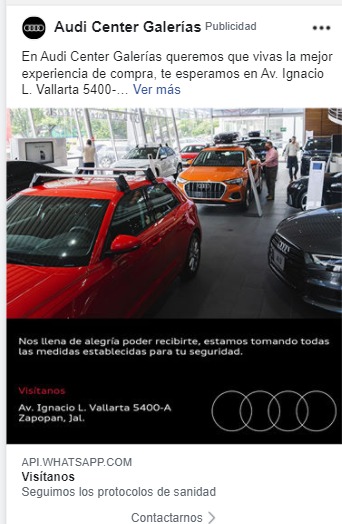 Audi Center Galerías Publicidad
En Audi Center Galerías queremos que vivas la mejor
experiencia de compra, te esperamos en Av. Ignacio
L. Vallarta 5400-... Ver más
Nos llena de alegría poder recibirte, estamos tomando todas
las medidas establecidas para tu seguridad.
Visítanos
Av. Ignacio L. Vallarta 5400-A
Zapopan, Jal.
API.WHATSAPP.COM
Visítanos
Seguimos los protocolos de sanidad
Contactarnos